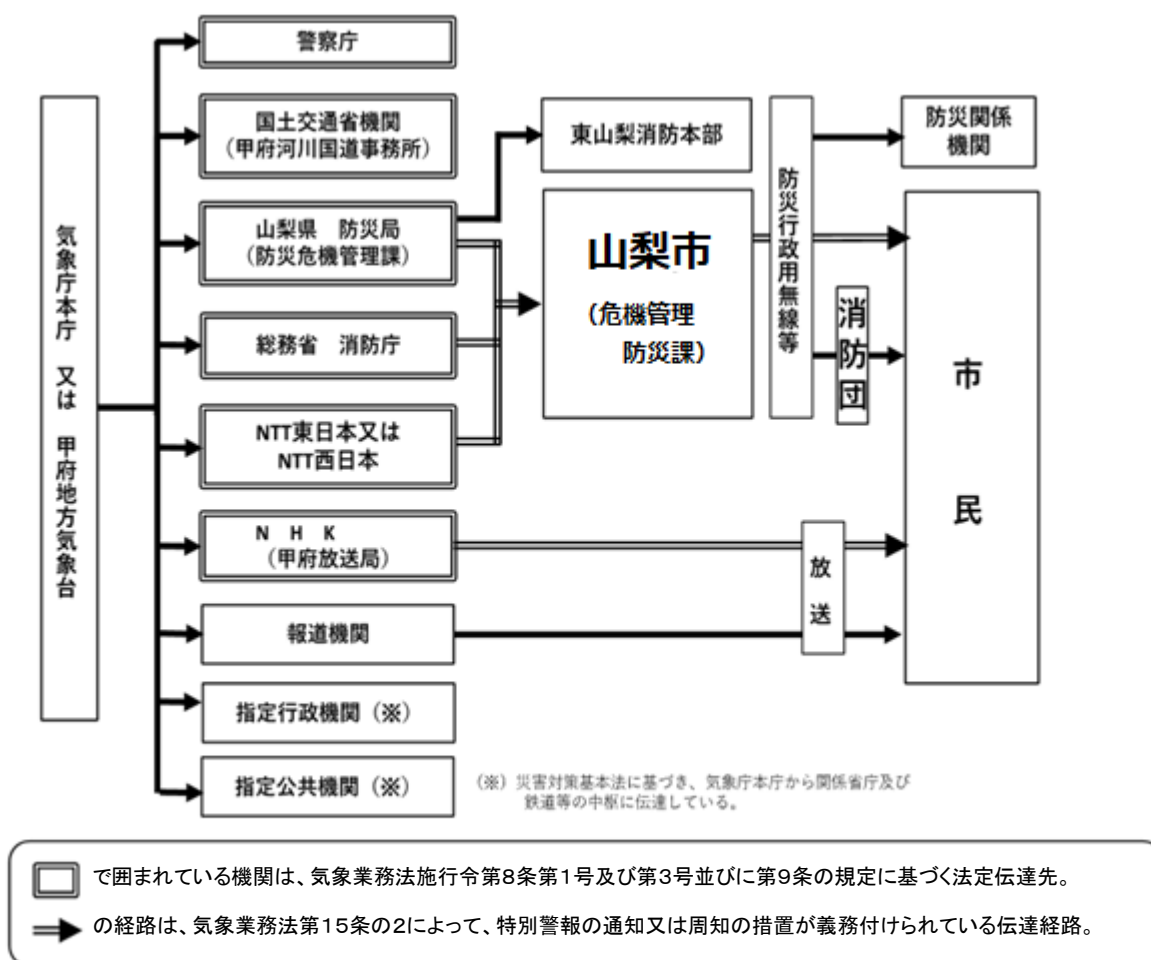 気象庁本庁 又は 甲府地方気象台
警察庁
国土交通省機関
(甲府河川国道事務所)
山梨県 防災局
(防災危機管理課)
総務省 消防庁
NTT東日本又は
NTT西日本
N H K
(甲府放送局)
報道機関
指定行政機関(※)
指定公共機関(※)
東山梨消防本部
山梨市
(危機管理
防災課)
防災行政用無線等
消防団
放送
防災関係
機関
市民
(※)災害対策基本法に基づき、気象庁本庁から関係省庁及び
鉄道等の中枢に伝達している。
で囲まれている機関は、気象業務法施行令第8条第1号及び第3号並びに第9条の規定に基づく法定伝達先。
の経路は、気象業務法第15条の2によって、特別警報の通知又は周知の措置が義務付けられている伝達経路。